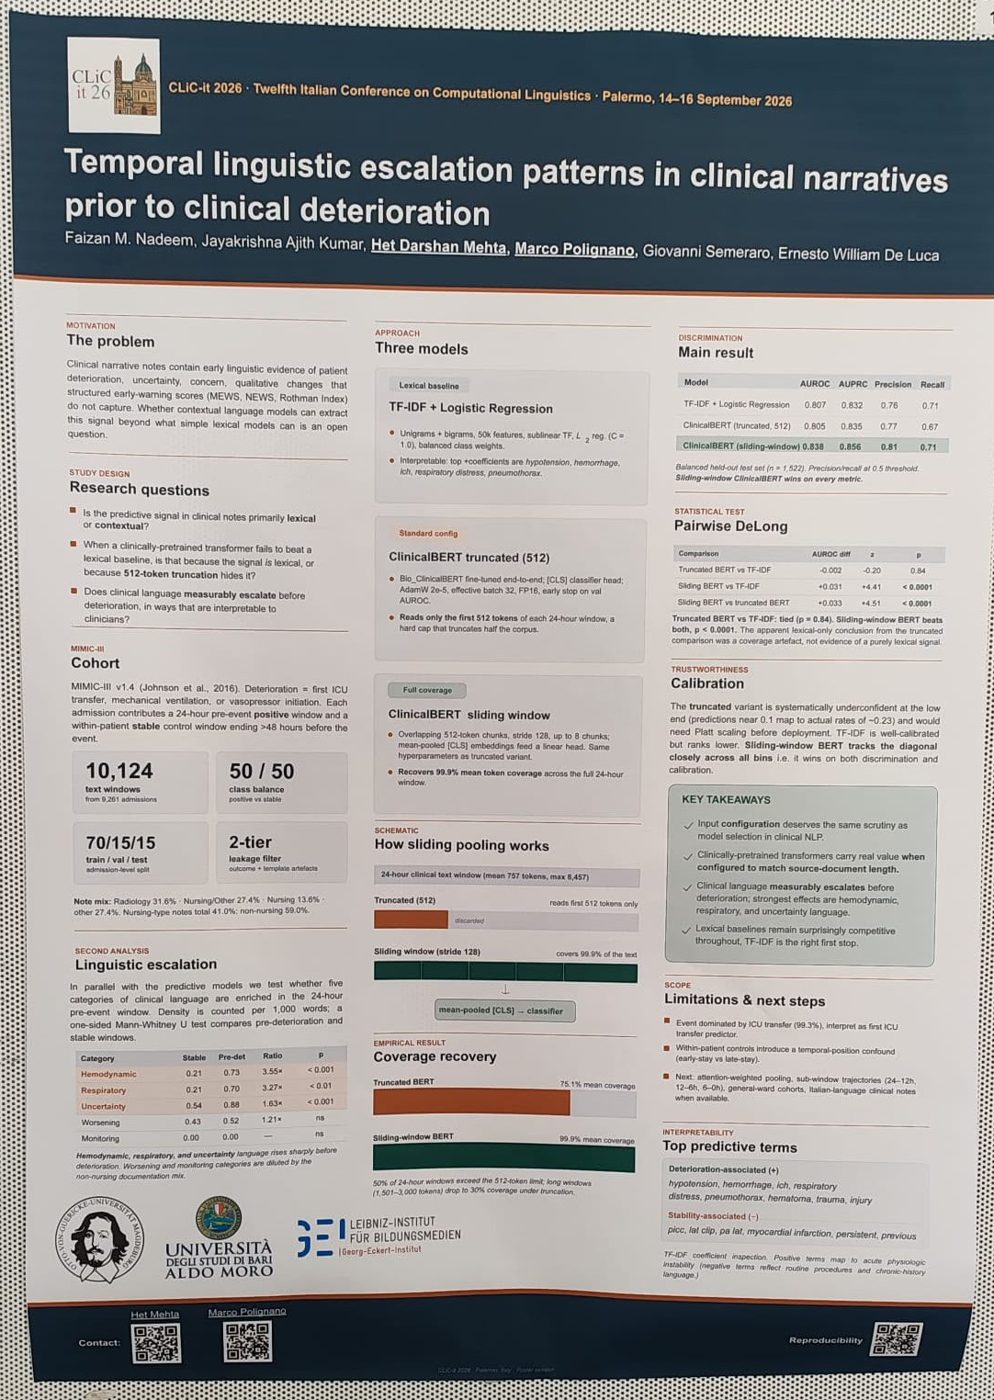 CLiC
it 26
CLiC-it 2026 · Twelfth Italian Conference on Computational Linguistics · Palermo, 14–16 September 2026
Temporal linguistic escalation patterns in clinical narratives
prior to clinical deterioration
Faizan M. Nadeem, Jayakrishna Ajith Kumar, Het Darshan Mehta, Marco Polignano, Giovanni Semeraro, Ernesto William De Luca
MOTIVATION
The problem
Clinical narrative notes contain early linguistic evidence of patient
deterioration, uncertainty, concern, qualitative changes that
structured early-warning scores (MEWS, NEWS, Rothman Index)
do not capture. Whether contextual language models can extract
this signal beyond what simple lexical models can is an open
question.
STUDY DESIGN
Research questions
Is the predictive signal in clinical notes primarily lexical
or contextual?
When a clinically-pretrained transformer fails to beat a
lexical baseline, is that because the signal is lexical, or
because 512-token truncation hides it?
Does clinical language measurably escalate before
deterioration, in ways that are interpretable to
clinicians?
MIMIC-III
Cohort
MIMIC-III v1.4 (Johnson et al., 2016). Deterioration = first ICU
transfer, mechanical ventilation, or vasopressor initiation. Each
admission contributes a 24-hour pre-event positive window and a
within-patient stable control window ending >48 hours before the
event.
10,124
text windows
from 9,261 admissions
50 / 50
class balance
positive vs stable
70/15/15
train / val / test
admission-level split
2-tier
leakage filter
outcome + template artefacts
Note mix: Radiology 31.6% · Nursing/Other 27.4% · Nursing 13.6% ·
other 27.4%. Nursing-type notes total 41.0%; non-nursing 59.0%.
SECOND ANALYSIS
Linguistic escalation
In parallel with the predictive models we test whether five
categories of clinical language are enriched in the 24-hour
pre-event window. Density is counted per 1,000 words; a
one-sided Mann-Whitney U test compares pre-deterioration and
stable windows.
Category Stable Pre-det Ratio P
Hemodynamic 0.21 0.73 3.55× < 0.001
Respiratory 0.21 0.70 3.27× < 0.01
Uncertainty 0.54 0.88 1.63× < 0.001
Worsening 0.43 0.52 1.21× ns
Monitoring 0.00 0.00 — ns
Hemodynamic, respiratory, and uncertainty language rises sharply before
deterioration. Worsening and monitoring categories are diluted by the
non-nursing documentation mix.
APPROACH
Three models
Lexical baseline
TF-IDF + Logistic Regression
Unigrams + bigrams, 50k features, sublinear TF, L 2 reg. (C =
1.0), balanced class weights.
Interpretable: top +coefficients are hypotension, hemorrhage,
ich, respiratory distress, pneumothorax.
Standard config
ClinicalBERT truncated (512)
Bio_ClinicalBERT fine-tuned end-to-end; [CLS] classifier head;
AdamW 2e-5, effective batch 32, FP16, early stop on val
AUROC.
Reads only the first 512 tokens of each 24-hour window, a
hard cap that truncates half the corpus.
Full coverage
ClinicalBERT sliding window
Overlapping 512-token chunks, stride 128, up to 8 chunks;
mean-pooled [CLS] embeddings feed a linear head. Same
hyperparameters as truncated variant.
Recovers 99.9% mean token coverage across the full 24-hour
window.
SCHEMATIC
How sliding pooling works
24-hour clinical text window (mean 757 tokens, max 8,457)
Truncated (512) reads first 512 tokens only
discarded
Sliding window (stride 128) covers 99.9% of the text
↓
mean-pooled [CLS] → classifier
EMPIRICAL RESULT
Coverage recovery
Truncated BERT 75.1% mean coverage
Sliding-window BERT 99.9% mean coverage
50% of 24-hour windows exceed the 512-token limit; long windows
(1,501–3,000 tokens) drop to 30% coverage under truncation.
DISCRIMINATION
Main result
Model AUROC AUPRC Precision Recall
TF-IDF + Logistic Regression 0.807 0.832 0.76 0.71
ClinicalBERT (truncated, 512) 0.805 0.835 0.77 0.67
ClinicalBERT (sliding-window) 0.838 0.856 0.81 0.71
Balanced held-out test set (n = 1,522). Precision/recall at 0.5 threshold.
Sliding-window ClinicalBERT wins on every metric.
STATISTICAL TEST
Pairwise DeLong
Comparison AUROC diff z p
Truncated BERT vs TF-IDF -0.002 -0.20 0.84
Sliding BERT vs TF-IDF +0.031 +4.41 < 0.0001
Sliding BERT vs truncated BERT +0.033 +4.51 < 0.0001
Truncated BERT vs TF-IDF: tied (p = 0.84). Sliding-window BERT beats
both, p < 0.0001. The apparent lexical-only conclusion from the truncated
comparison was a coverage artefact, not evidence of a purely lexical signal.
TRUSTWORTHINESS
Calibration
The truncated variant is systematically underconfident at the low
end (predictions near 0.1 map to actual rates of ~0.23) and would
need Platt scaling before deployment. TF-IDF is well-calibrated
but ranks lower. Sliding-window BERT tracks the diagonal
closely across all bins i.e. it wins on both discrimination and
calibration.
KEY TAKEAWAYS
Input configuration deserves the same scrutiny as
model selection in clinical NLP.
Clinically-pretrained transformers carry real value when
configured to match source-document length.
Clinical language measurably escalates before
deterioration; strongest effects are hemodynamic,
respiratory, and uncertainty language.
Lexical baselines remain surprisingly competitive
throughout, TF-IDF is the right first stop.
SCOPE
Limitations & next steps
Event dominated by ICU transfer (99.3%), interpret as first ICU
transfer predictor.
Within-patient controls introduce a temporal-position confound
(early-stay vs late-stay).
Next: attention-weighted pooling, sub-window trajectories (24–12h,
12–6h, 6–0h), general-ward cohorts, Italian-language clinical notes
when available.
INTERPRETABILITY
Top predictive terms
Deterioration-associated (+)
hypotension, hemorrhage, ich, respiratory
distress, pneumothorax, hematoma, trauma, injury
Stability-associated (−)
picc, lat clip, pa lat, myocardial infarction, persistent, previous
TF-IDF coefficient inspection. Positive terms map to acute physiologic
instability (negative terms reflect routine procedures and chronic-history
language.)
OTTO-VON-GUERICKE-UNIVERSITÄT MAGDEBURG
UNIVERSITÀ
DEGLI STUDI DI BARI
ALDO MORO
GEI
LEIBNIZ-INSTITUT
FÜR BILDUNGSMEDIEN
Georg-Eckert-Institut
Contact:
Het Mehta
Marco Polignano
Reproducibility